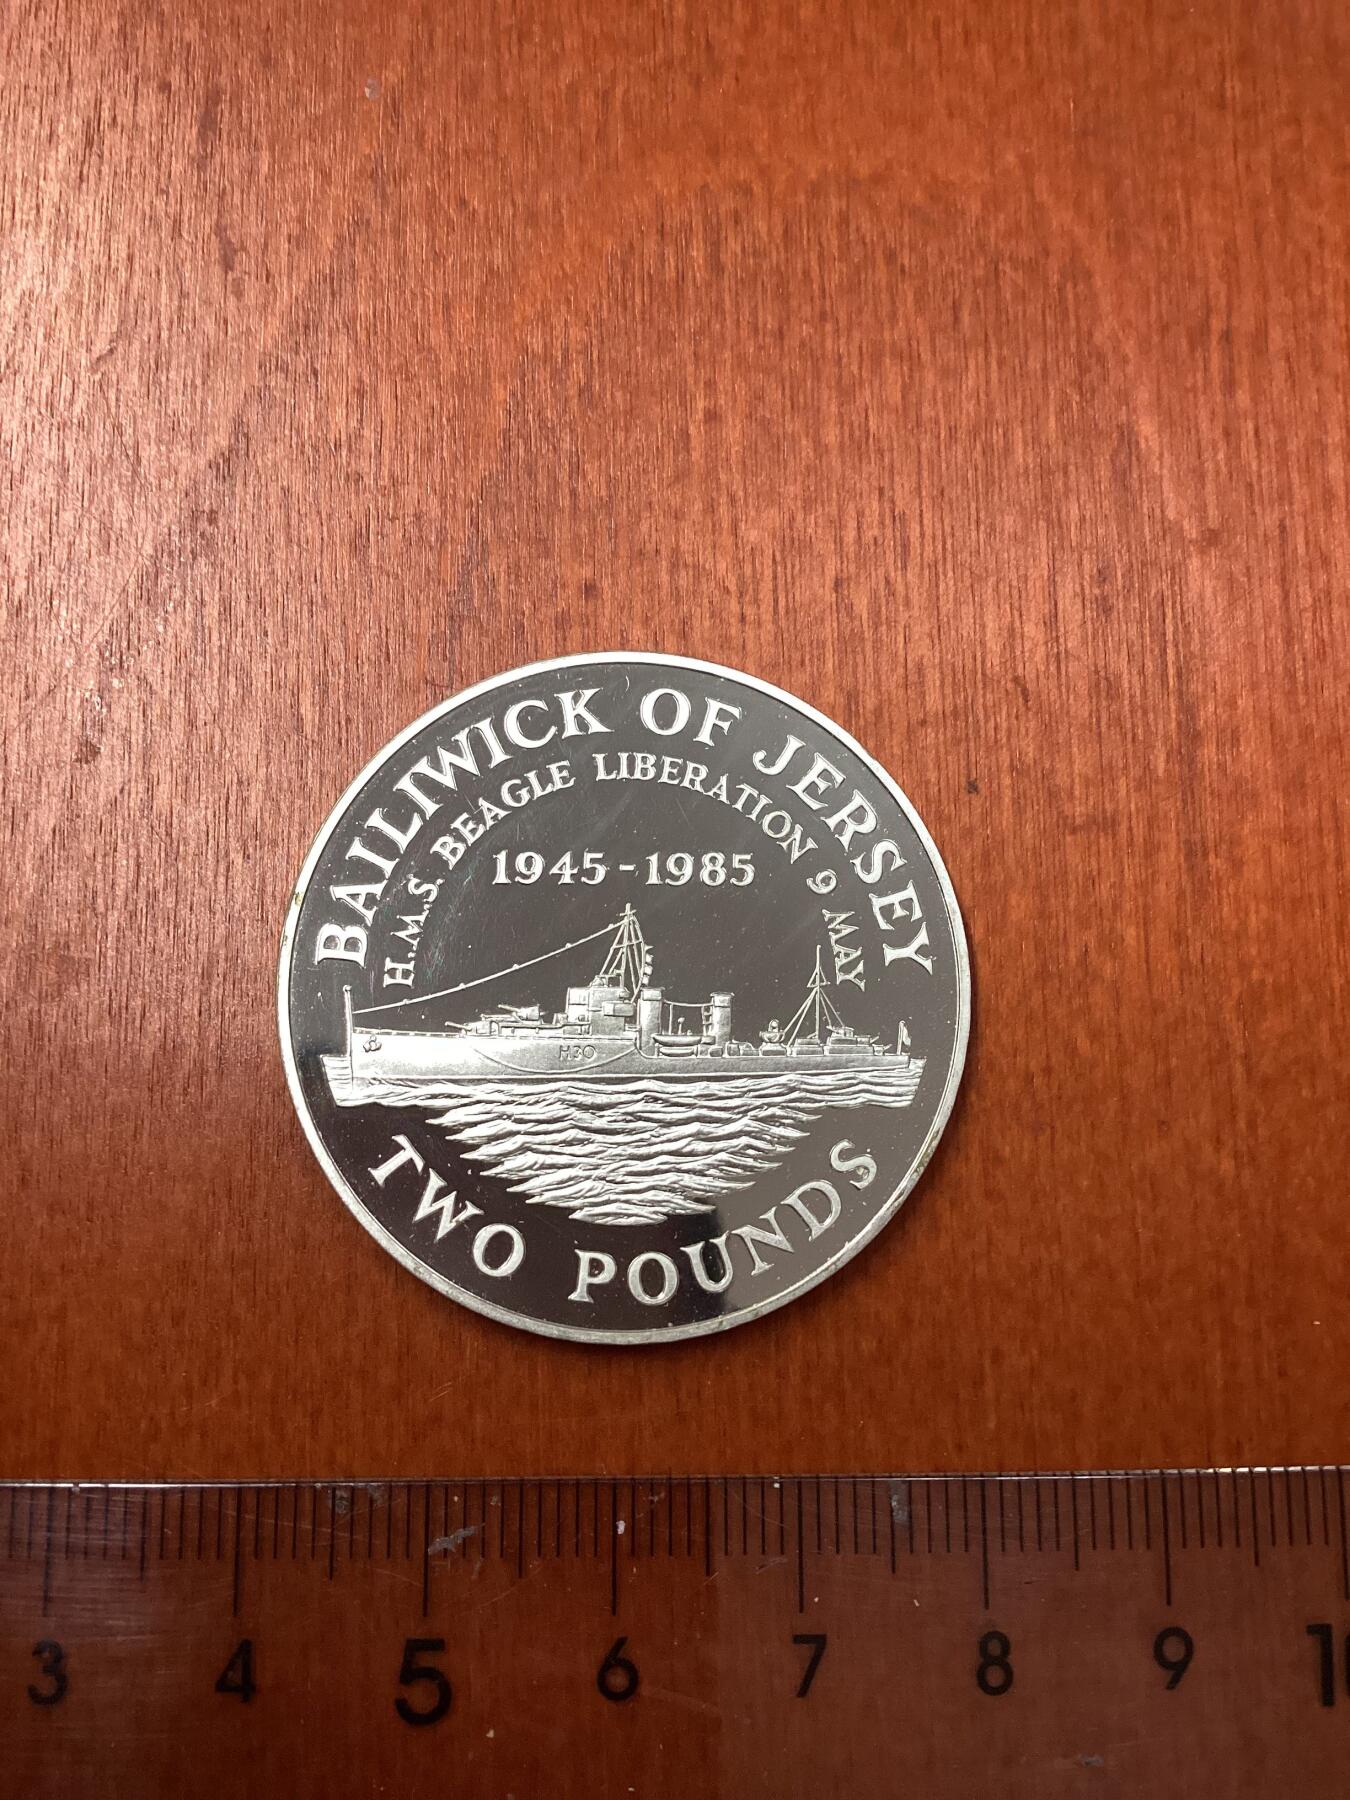 BAILIWICK OF JERSEY
H.M.S. BEAGLE LIBERATION 9 MAY
1945-1985
H30
TWO POUNDS
3 4 5 6 7 8 9 10